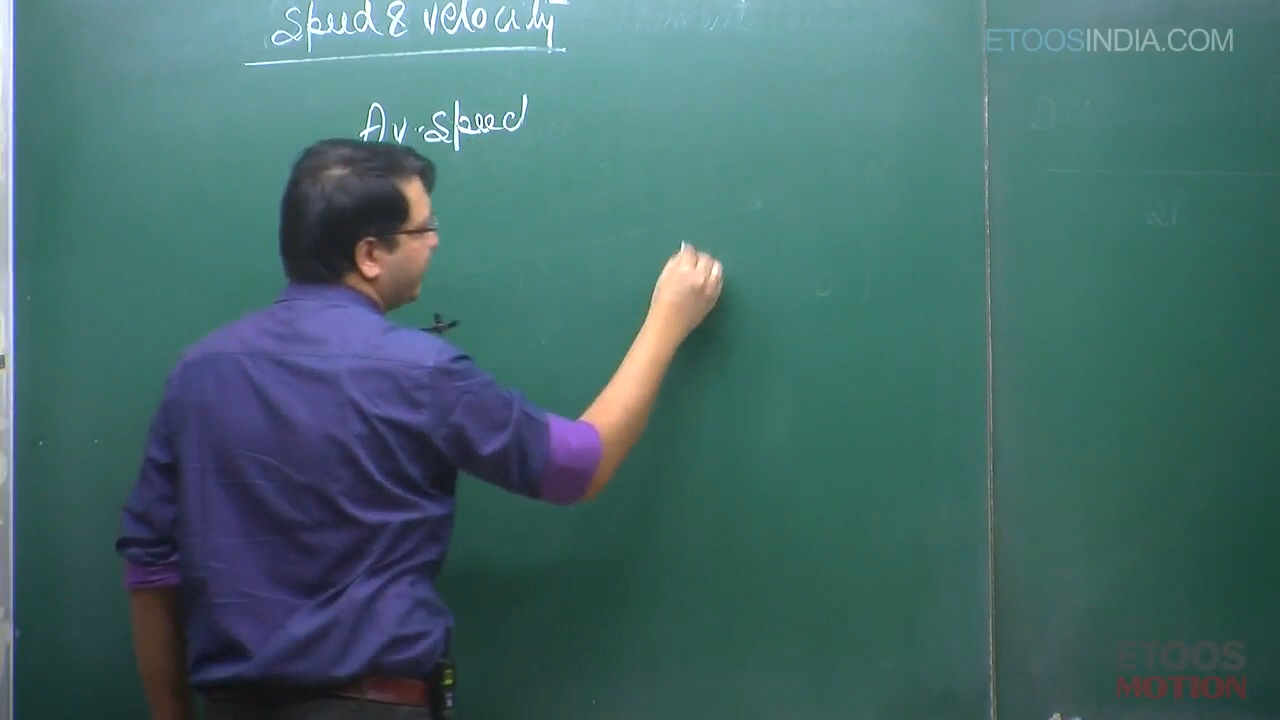 speed & velocity
ETOOSINDIA.COM
Av. speed
ETOOS
MOTION